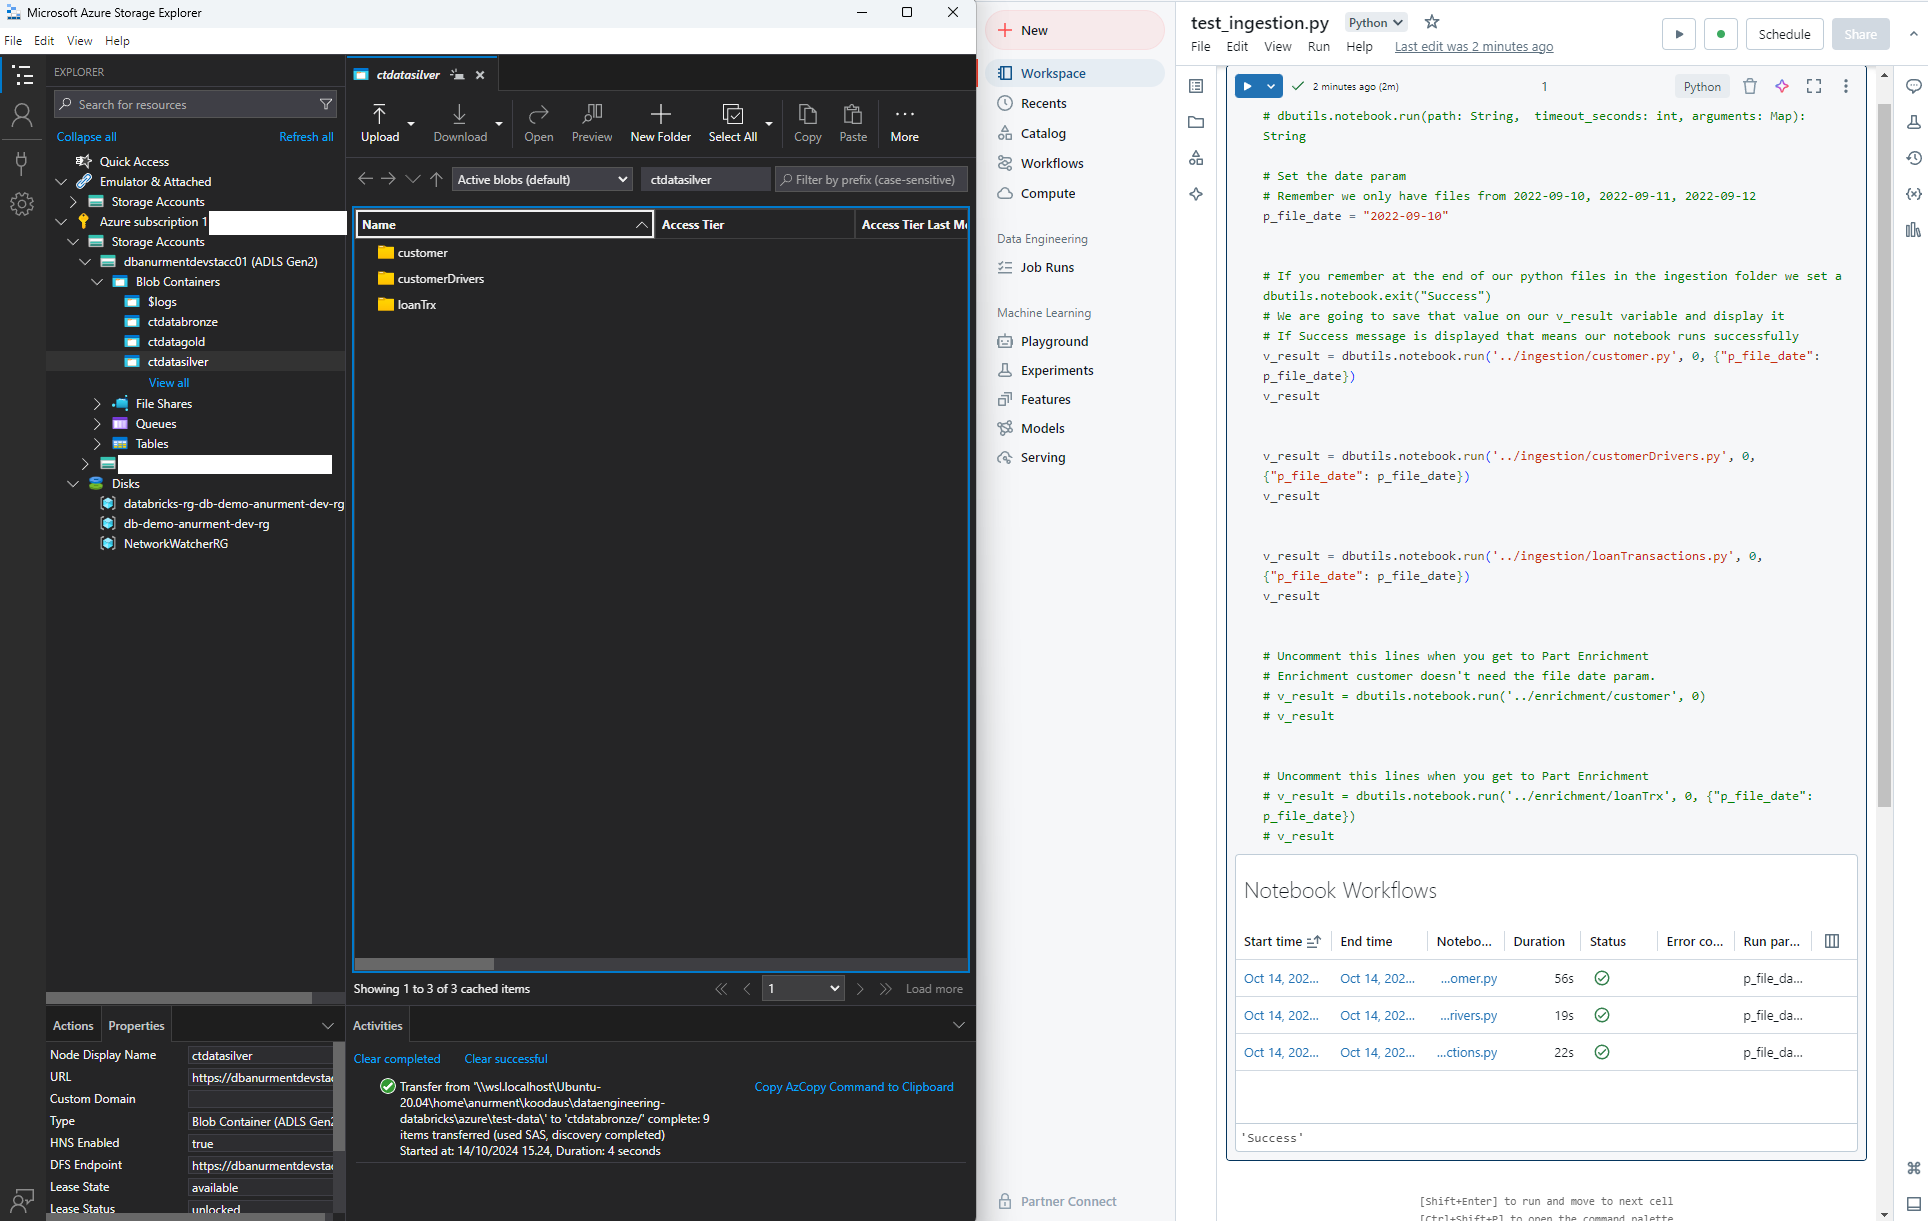 Microsoft Azure Storage Explorer
File Edit View Help
EXPLORER
Search for resources
Collapse all Refresh all
Quick Access
Emulator & Attached
Storage Accounts
Azure subscription 1
Storage Accounts
dbanurmentdevstacc01 (ADLS Gen2)
Blob Containers
$logs
ctdatabronze
ctdatagold
ctdatasilver
View all
File Shares
Queues
Tables
Disks
databricks-rg-db-demo-anurment-dev-rg
db-demo-anurment-dev-rg
NetworkWatcherRG
Actions Properties
Node Display Name ctdatasilver
URL https://dbanurmentdevsta
Custom Domain
Type Blob Container (ADLS Gen2
HNS Enabled true
DFS Endpoint https://dbanurmentdevsta
Lease State available
Lease Status unlocked
ctdatasilver
Upload Download Open Preview New Folder Select All Copy Paste More
Active blobs (default) ctdatasilver Filter by prefix (case-sensitive)
Name Access Tier Access Tier Last M
customer
customerDrivers
loanTrx
Showing 1 to 3 of 3 cached items 1 Load more
Activities
Clear completed Clear successful
Transfer from '\\wsl.localhost\Ubuntu-
20.04\home\anurment\koodaus\dataengineering-
databricks\azure\test-data\' to 'ctdatabronze/' complete: 9
items transferred (used SAS, discovery completed)
Started at: 14/10/2024 15.24, Duration: 4 seconds
Copy AzCopy Command to Clipboard
New
Workspace
Recents
Catalog
Workflows
Compute
Data Engineering
Job Runs
Machine Learning
Playground
Experiments
Features
Models
Serving
Partner Connect
test_ingestion.py Python
File Edit View Run Help Last edit was 2 minutes ago
Schedule Share
2 minutes ago (2m) 1 Python
# dbutils.notebook.run(path: String,  timeout_seconds: int, arguments: Map):
String
# Set the date param
# Remember we only have files from 2022-09-10, 2022-09-11, 2022-09-12
p_file_date = "2022-09-10"
# If you remember at the end of our python files in the ingestion folder we set a
dbutils.notebook.exit("Success")
# We are going to save that value on our v_result variable and display it
# If Success message is displayed that means our notebook runs successfully
v_result = dbutils.notebook.run('../ingestion/customer.py', 0, {"p_file_date":
p_file_date})
v_result
v_result = dbutils.notebook.run('../ingestion/customerDrivers.py', 0,
{"p_file_date": p_file_date})
v_result
v_result = dbutils.notebook.run('../ingestion/loanTransactions.py', 0,
{"p_file_date": p_file_date})
v_result
# Uncomment this lines when you get to Part Enrichment
# Enrichment customer doesn't need the file date param.
# v_result = dbutils.notebook.run('../enrichment/customer', 0)
# v_result
# Uncomment this lines when you get to Part Enrichment
# v_result = dbutils.notebook.run('../enrichment/loanTrx', 0, {"p_file_date":
p_file_date})
# v_result
Notebook Workflows
Start time End time Notebo... Duration Status Error co... Run par...
Oct 14, 202... Oct 14, 202... ...omer.py 56s p_file_da...
Oct 14, 202... Oct 14, 202... ...rivers.py 19s p_file_da...
Oct 14, 202... Oct 14, 202... ...ctions.py 22s p_file_da...
'Success'
[Shift+Enter] to run and move to next cell
[Ctrl+Shift+P] to open the command palette